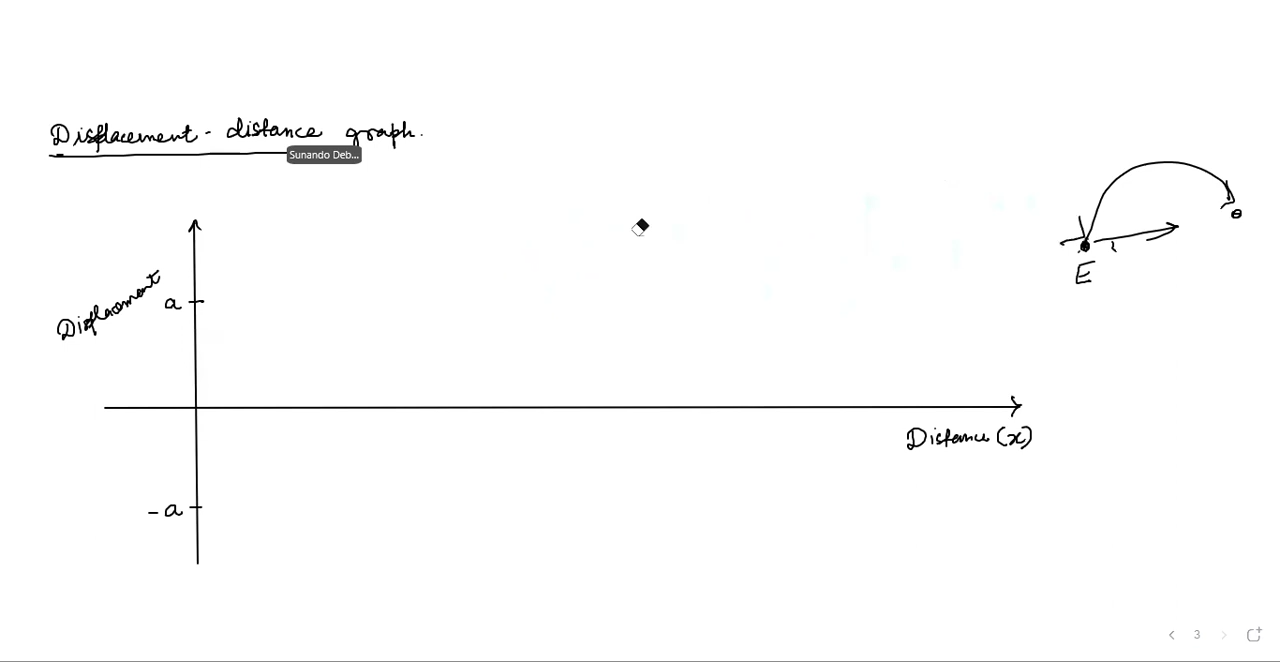 Displacement - distance graph.
Sunando Deb...
Displacement
a
E
Distance (x)
- a
3